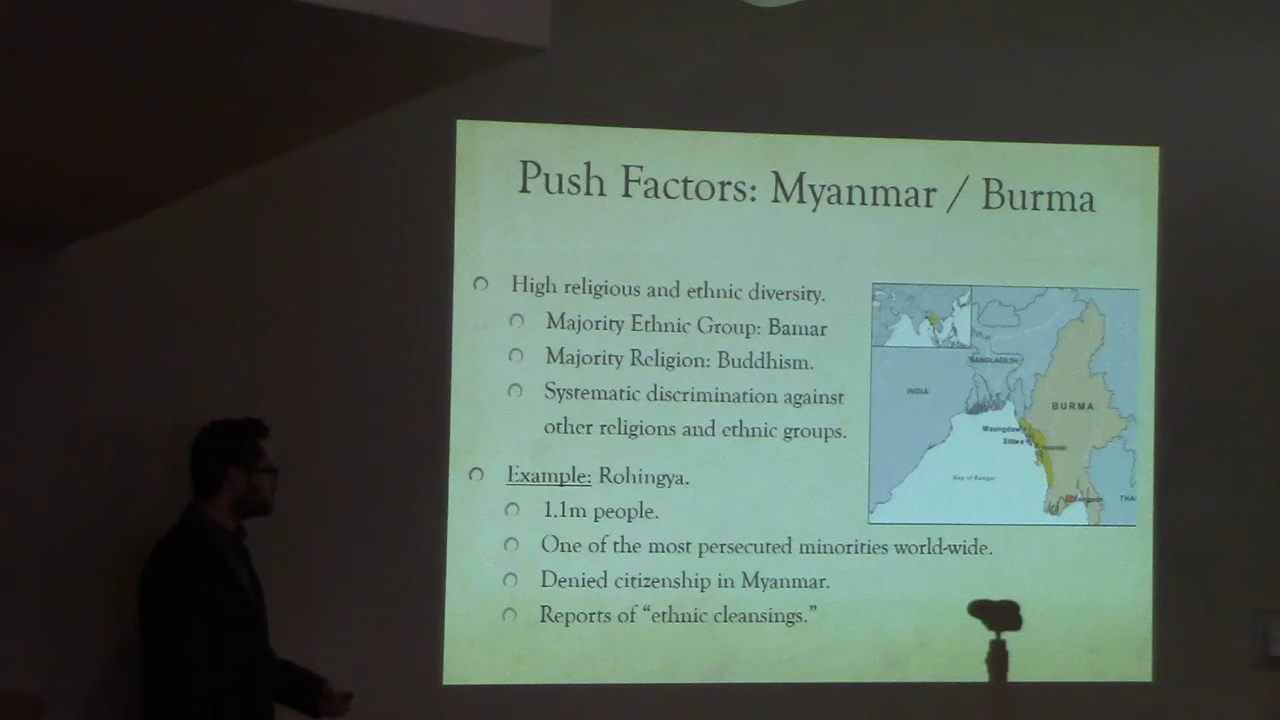 Push Factors: Myanmar / Burma
High religious and ethnic diversity.
Majority Ethnic Group: Bamar
Majority Religion: Buddhism.
Systematic discrimination against
other religions and ethnic groups.
Example: Rohingya.
1.1m people.
One of the most persecuted minorities world-wide.
Denied citizenship in Myanmar.
Reports of “ethnic cleansings.”
BANGLADESH
INDIA
BURMA
Maungdaw
Sittwe
Bay of Bengal
THA